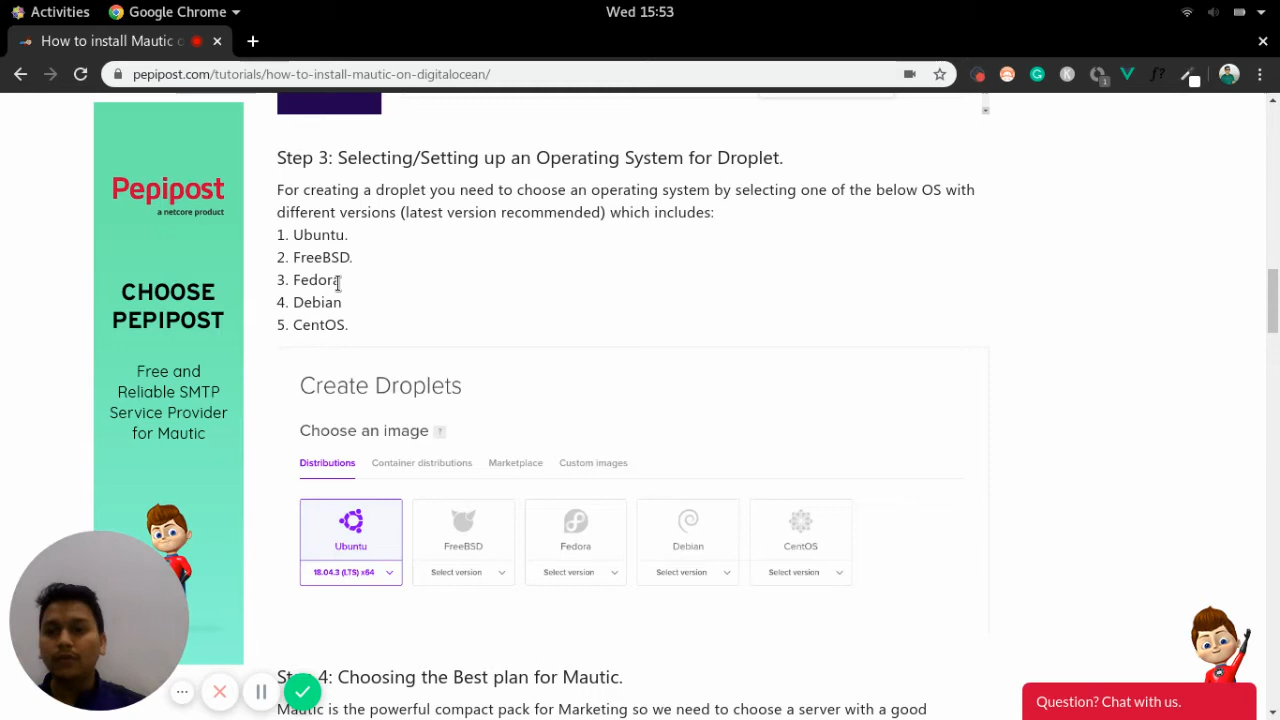 Activities
Google Chrome
Wed 15:53
How to install Mautic
pepipost.com/tutorials/how-to-install-mautic-on-digitalocean/
1
Step 3: Selecting/Setting up an Operating System for Droplet.
For creating a droplet you need to choose an operating system by selecting one of the below OS with
different versions (latest version recommended) which includes:
1. Ubuntu.
2. FreeBSD.
3. Fedora
4. Debian
5. CentOS.
Pepipost
a netcore product
CHOOSE
PEPIPOST
Free and
Reliable SMTP
Service Provider
for Mautic
Create Droplets
Choose an image ?
Distributions Container distributions Marketplace Custom images
Ubuntu FreeBSD Fedora Debian CentOS
18.04.3 (LTS) x64 Select version Select version Select version Select version
Step 4: Choosing the Best plan for Mautic.
Mautic is the powerful compact pack for Marketing so we need to choose a server with a good
Question? Chat with us.